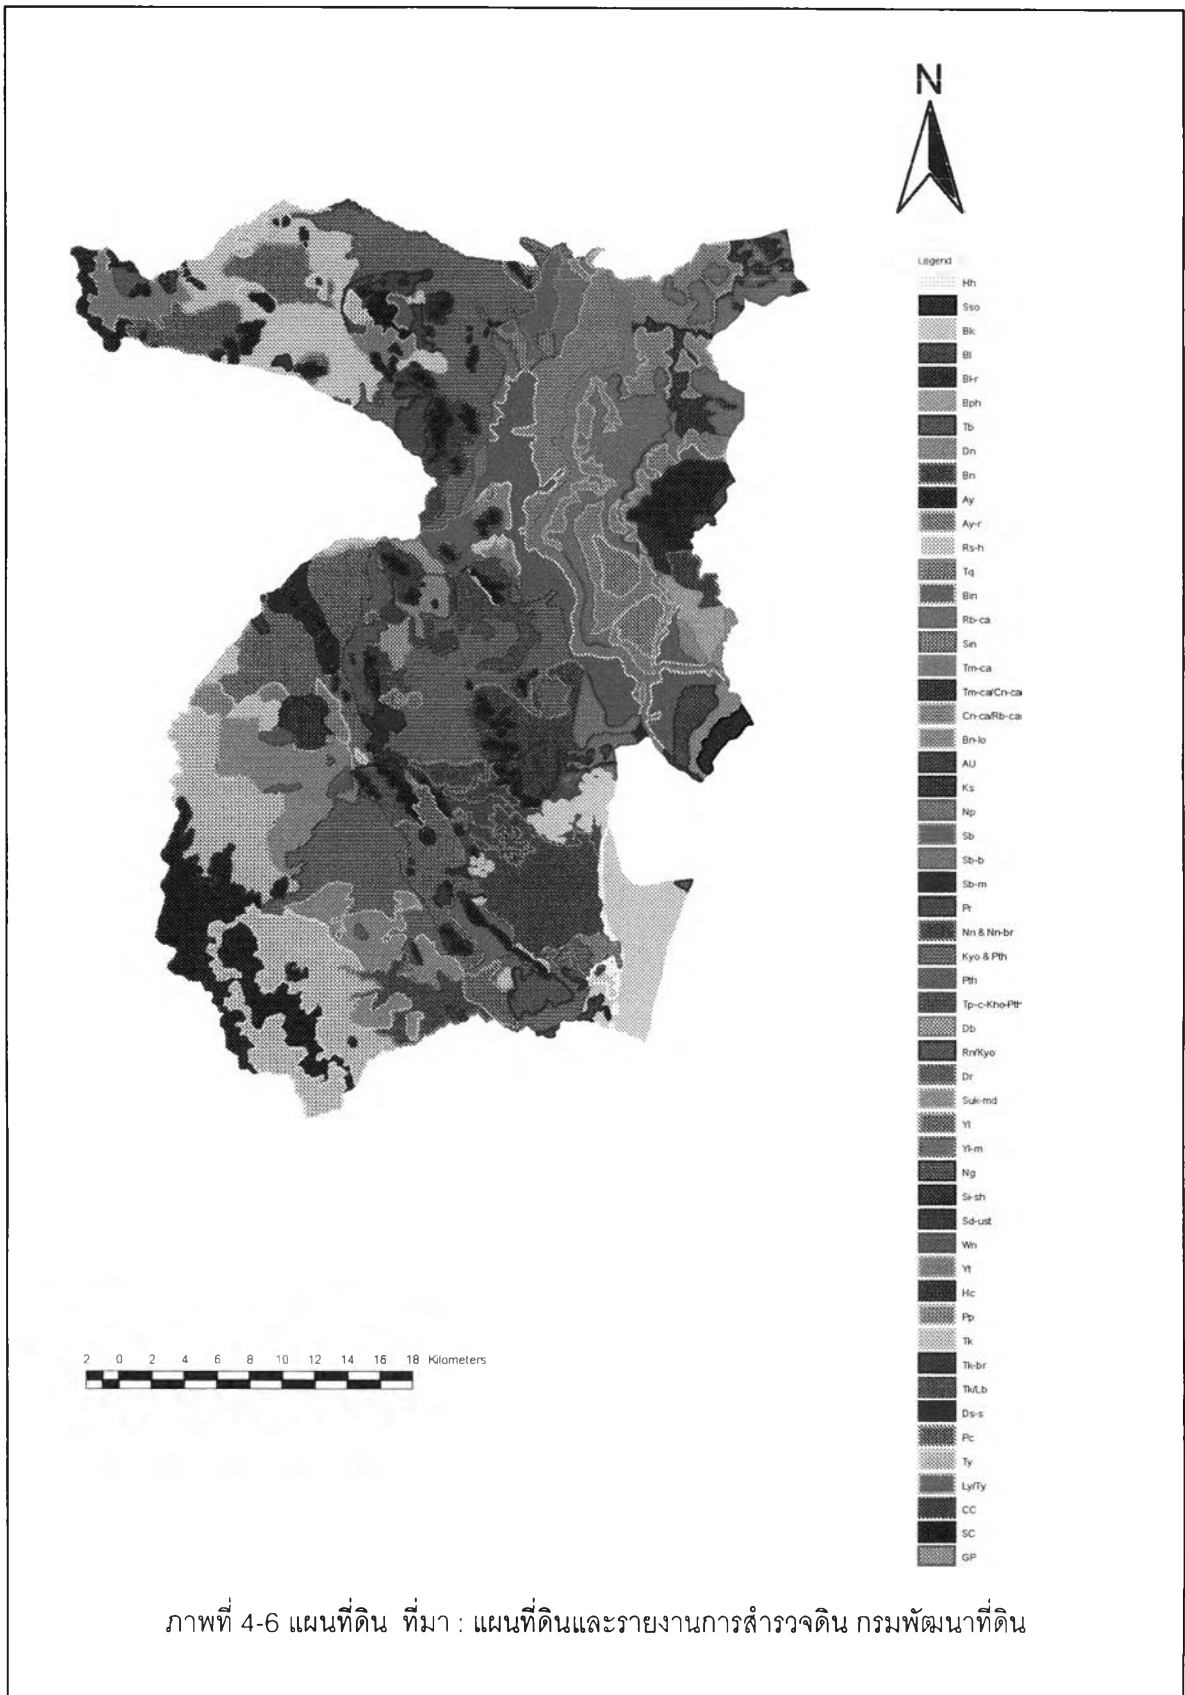 N
Legend
Hh
Sso
Bk
Bl
Bl-r
Bph
Tb
Dn
Bn
Ay
Ay-r
Rs-h
Tq
Bin
Rb-ca
Sin
Tm-ca
Tm-ca/Cn-ca
Cn-ca/Rb-ca
Bn-lo
AU
Ks
Np
Sb
Sb-b
Sb-m
Pr
Nn & Nn-br
Kyo & Pth
Pth
Tp-c-Kho-Pth
Db
Rn/Kyo
Dr
Suk-md
Yl
Yl-m
Ng
Si-sh
Sd-ust
Wn
Yt
Hc
Pp
Tk
Tk-br
Tk/Lb
Ds-s
Pc
Ty
Ly/Ty
CC
SC
GP
2 0 2 4 6 8 10 12 14 16 18 Kilometers
ภาพที่ 4-6 แผนที่ดิน ที่มา : แผนที่ดินและรายงานการสำรวจดิน กรมพัฒนาที่ดิน